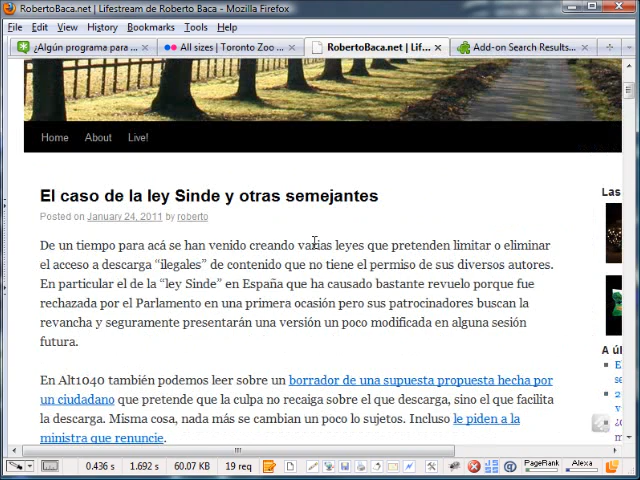 RobertoBaca.net | Lifestream de Roberto Baca - Mozilla Firefox
File Edit View History Bookmarks Tools Help
¿Algún programa para ... All sizes | Toronto Zoo ... RobertoBaca.net | Lif... Add-on Search Results...
Home About Live!
El caso de la ley Sinde y otras semejantes
Las
Posted on January 24, 2011 by roberto
De un tiempo para acá se han venido creando varias leyes que pretenden limitar o eliminar
el acceso a descarga “ilegales” de contenido que no tiene el permiso de sus diversos autores.
En particular el de la “ley Sinde” en España que ha causado bastante revuelo porque fue
rechazada por el Parlamento en una primera ocasión pero sus patrocinadores buscan la
revancha y seguramente presentarán una versión un poco modificada en alguna sesión
futura.
A úl
En Alt1040 también podemos leer sobre un borrador de una supuesta propuesta hecha por
un ciudadano que pretende que la culpa no recaiga sobre el que descarga, sino el que facilita
la descarga. Misma cosa, nada más se cambian un poco lo sujetos. Incluso le piden a la
ministra que renuncie.
0.436 s 1.692 s 60.07 KB 19 req PageRank Alexa